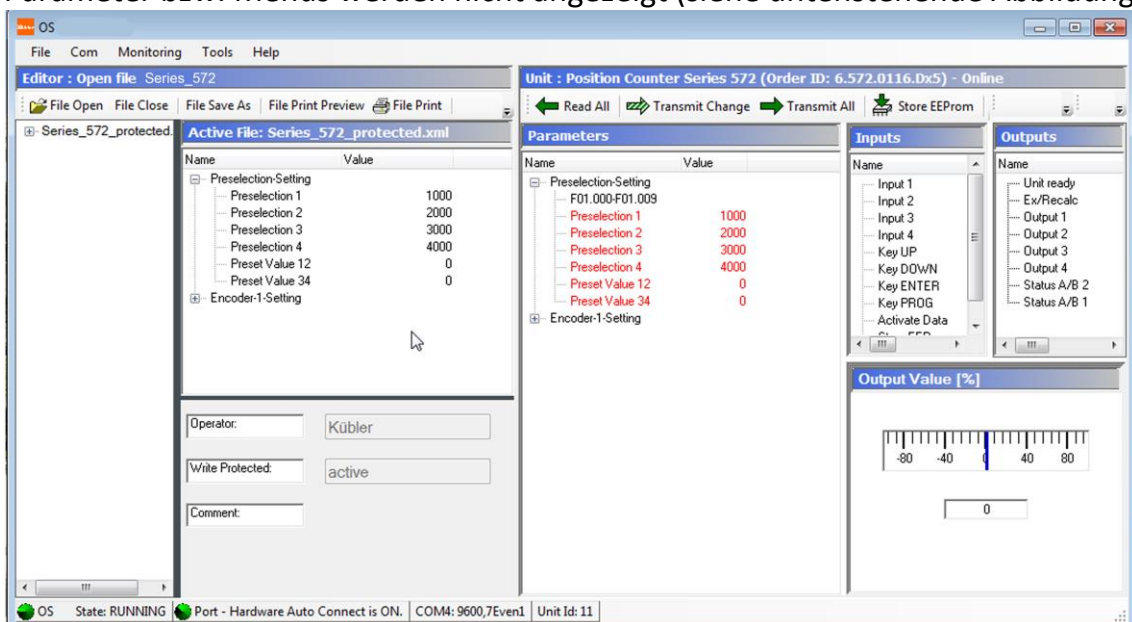 Parameter bzw. Menüs werden nicht angezeigt (siehe untenstehende Abbildung
OS
File Com Monitoring Tools Help
Editor : Open file Series_572
File Open File Close File Save As File Print Preview File Print
Series_572_protected.
Active File: Series_572_protected.xml
Name Value
Preselection-Setting
Preselection 1 1000
Preselection 2 2000
Preselection 3 3000
Preselection 4 4000
Preset Value 12 0
Preset Value 34 0
Encoder-1-Setting
Operator: Kübler
Write Protected: active
Comment:
Unit : Position Counter Series 572 (Order ID: 6.572.0116.Dx5) - Online
Read All Transmit Change Transmit All Store EEProm
Parameters
Name Value
Preselection-Setting
F01.000-F01.009
Preselection 1 1000
Preselection 2 2000
Preselection 3 3000
Preselection 4 4000
Preset Value 12 0
Preset Value 34 0
Encoder-1-Setting
Inputs
Name
Input 1
Input 2
Input 3
Input 4
Key UP
Key DOWN
Key ENTER
Key PROG
Activate Data
Outputs
Name
Unit ready
Ex/Recalc
Output 1
Output 2
Output 3
Output 4
Status A/B 2
Status A/B 1
Output Value [%]
-80 -40 0 40 80
0
OS State: RUNNING Port - Hardware Auto Connect is ON. COM4: 9600,7Even1 Unit Id: 11